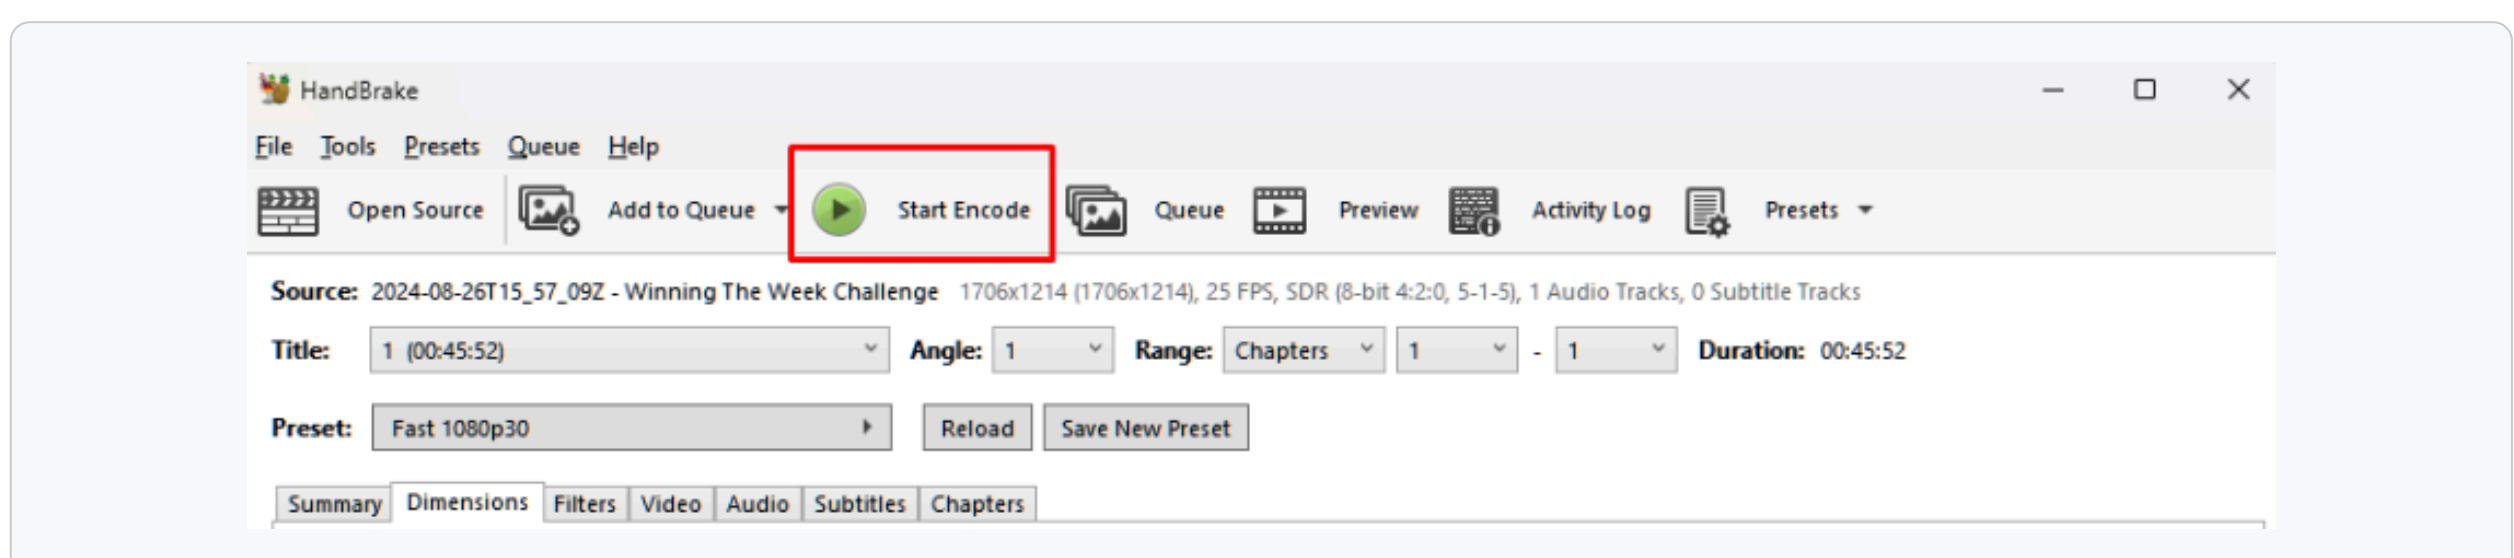 HandBrake
File Tools Presets Queue Help
Open Source Add to Queue Start Encode Queue Preview Activity Log Presets
Source: 2024-08-26T15_57_09Z - Winning The Week Challenge 1706x1214 (1706x1214), 25 FPS, SDR (8-bit 4:2:0, 5-1-5), 1 Audio Tracks, 0 Subtitle Tracks
Title: 1 (00:45:52) Angle: 1 Range: Chapters 1 - 1 Duration: 00:45:52
Preset: Fast 1080p30 Reload Save New Preset
Summary Dimensions Filters Video Audio Subtitles Chapters